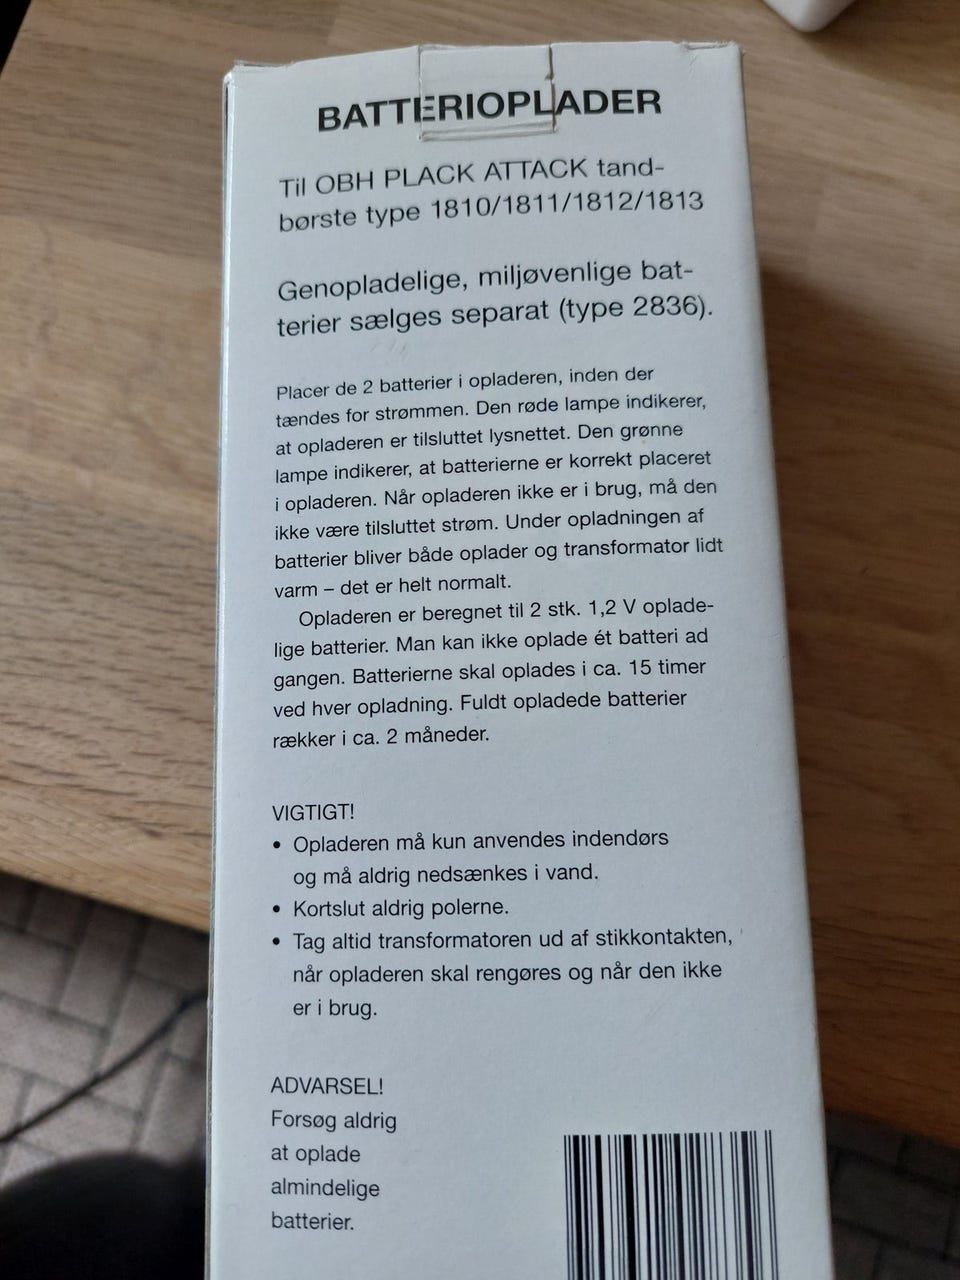 BATTERIOPLADER
Til OBH PLACK ATTACK tand-
børste type 1810/1811/1812/1813
Genopladelige, miljøvenlige bat-
terier sælges separat (type 2836).
Placer de 2 batterier i opladeren, inden der
tændes for strømmen. Den røde lampe indikerer,
at opladeren er tilsluttet lysnettet. Den grønne
lampe indikerer, at batterierne er korrekt placeret
i opladeren. Når opladeren ikke er i brug, må den
ikke være tilsluttet strøm. Under opladningen af
batterier bliver både oplader og transformator lidt
varm – det er helt normalt.
Opladeren er beregnet til 2 stk. 1,2 V oplade-
lige batterier. Man kan ikke oplade ét batteri ad
gangen. Batterierne skal oplades i ca. 15 timer
ved hver opladning. Fuldt opladede batterier
rækker i ca. 2 måneder.
VIGTIGT!
• Opladeren må kun anvendes indendørs
og må aldrig nedsænkes i vand.
• Kortslut aldrig polerne.
• Tag altid transformatoren ud af stikkontakten,
når opladeren skal rengøres og når den ikke
er i brug.
ADVARSEL!
Forsøg aldrig
at oplade
almindelige
batterier.